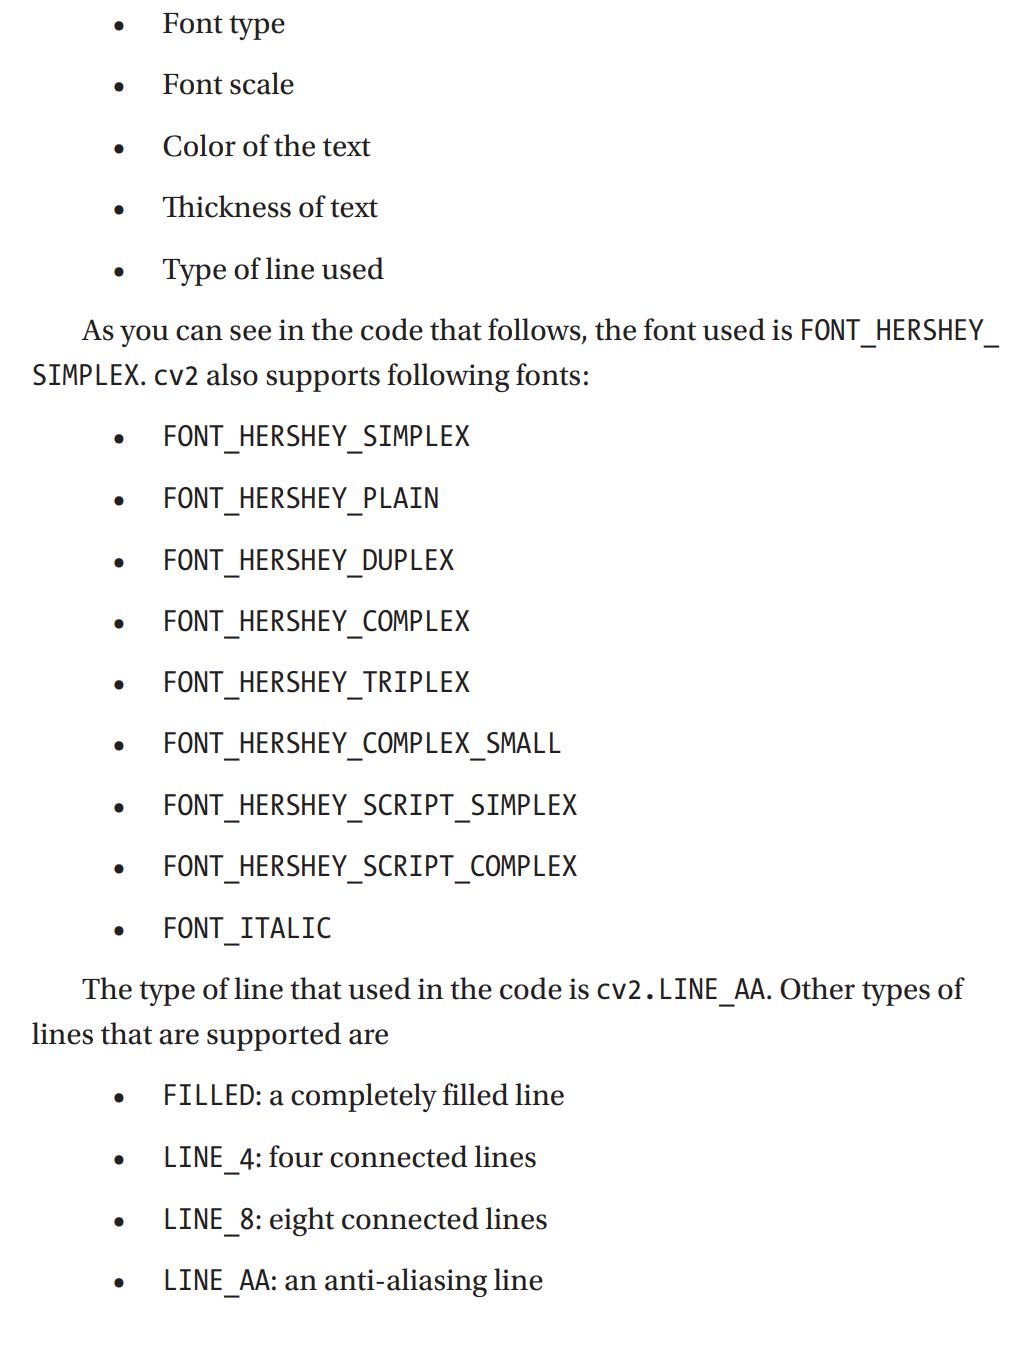 • Font type
• Font scale
• Color of the text
• Thickness of text
• Type of line used
As you can see in the code that follows, the font used is FONT_HERSHEY_
SIMPLEX. cv2 also supports following fonts:
• FONT_HERSHEY_SIMPLEX
• FONT_HERSHEY_PLAIN
• FONT_HERSHEY_DUPLEX
• FONT_HERSHEY_COMPLEX
• FONT_HERSHEY_TRIPLEX
• FONT_HERSHEY_COMPLEX_SMALL
• FONT_HERSHEY_SCRIPT_SIMPLEX
• FONT_HERSHEY_SCRIPT_COMPLEX
• FONT_ITALIC
The type of line that used in the code is cv2.LINE_AA. Other types of
lines that are supported are
• FILLED: a completely filled line
• LINE_4: four connected lines
• LINE_8: eight connected lines
• LINE_AA: an anti-aliasing line